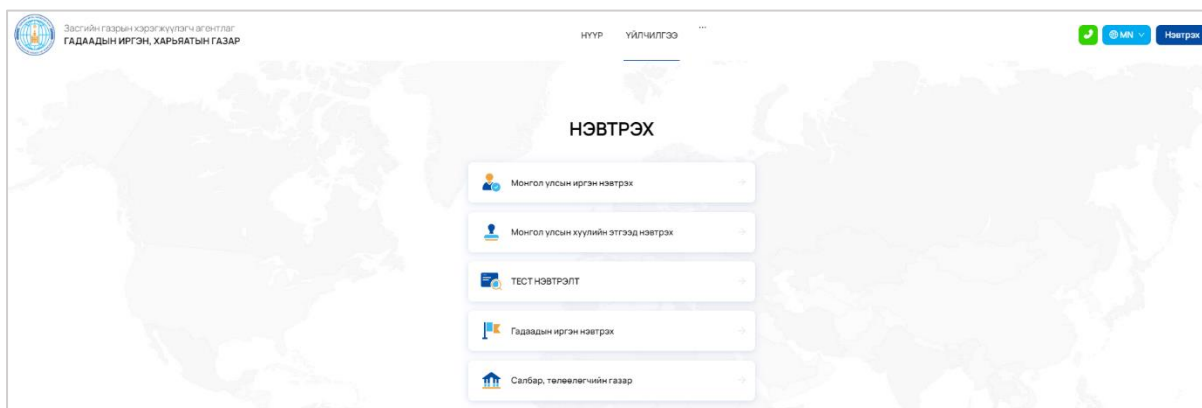 Засгийн газрын хэрэгжүүлэгч агентлаг
ГАДААДЫН ИРГЭН, ХАРЬЯАТЫН ГАЗАР
НҮҮР ҮЙЛЧИЛГЭЭ ...
MN Нэвтрэх
НЭВТРЭХ
Монгол улсын иргэн нэвтрэх
Монгол улсын хуулийн этгээд нэвтрэх
ТЕСТ НЭВТРЭЛТ
Гадаадын иргэн нэвтрэх
Салбар, төлөөлөгчийн газар